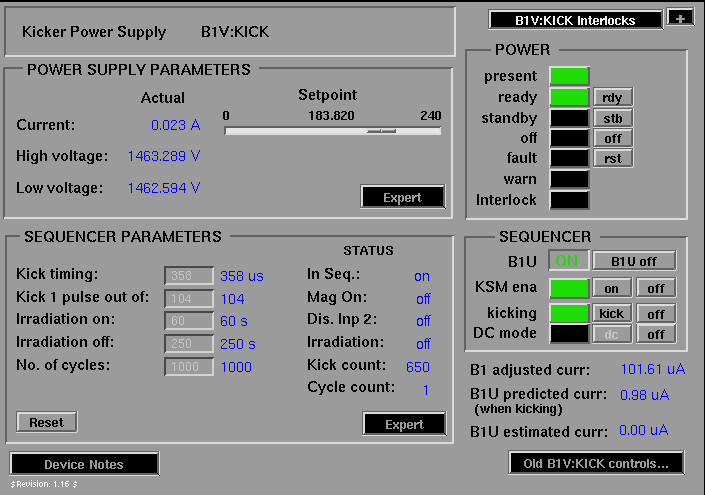 Kicker Power Supply B1V:KICK
B1V:KICK Interlocks +
POWER SUPPLY PARAMETERS
Actual Setpoint
0 183.820 240
Current: 0.023 A
High voltage: 1463.289 V
Low voltage: 1462.594 V
Expert
POWER
present
ready rdy
standby stb
off off
fault rst
warn
Interlock
SEQUENCER PARAMETERS
STATUS
Kick timing: 358 358 us
Kick 1 pulse out of: 104 104
Irradiation on: 60 60 s
Irradiation off: 250 250 s
No. of cycles: 1000 1000
In Seq.: on
Mag On: off
Dis. Inp 2: off
Irradiation: off
Kick count: 650
Cycle count: 1
Reset
Expert
SEQUENCER
B1U ON B1U off
KSM ena on off
kicking kick off
DC mode dc off
B1 adjusted curr: 101.61 uA
B1U predicted curr: 0.98 uA
(when kicking)
B1U estimated curr: 0.00 uA
Device Notes
Old B1V:KICK controls...
$Revision: 1.16 $